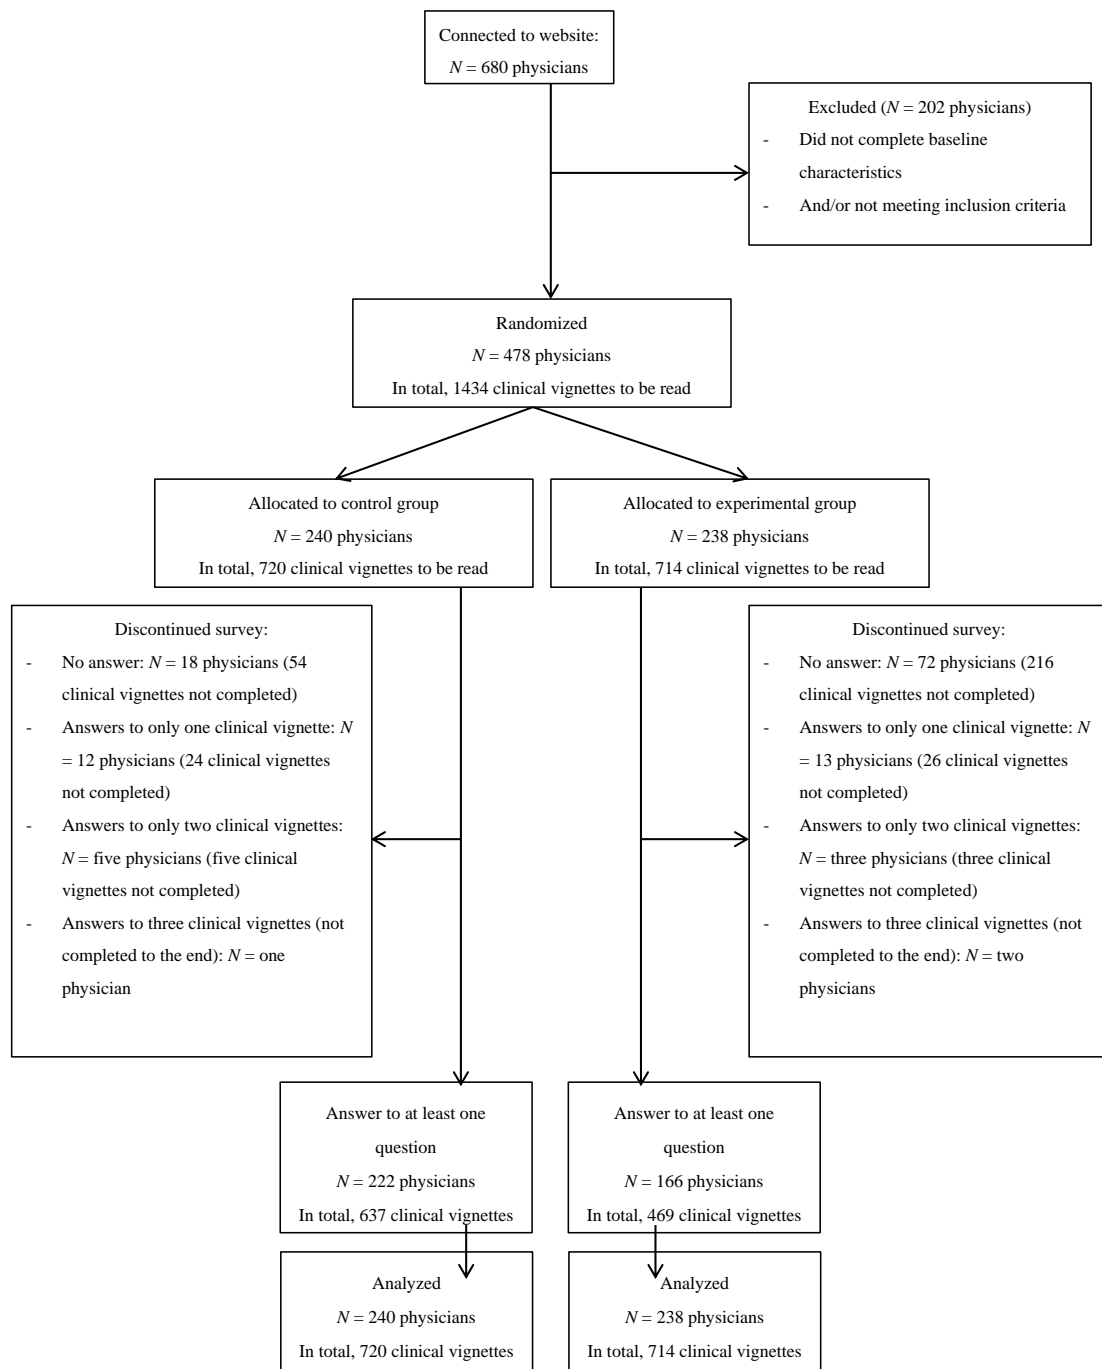 Connected to website:
N = 680 physicians
Excluded (N = 202 physicians)
- Did not complete baseline
characteristics
- And/or not meeting inclusion criteria
Randomized
N = 478 physicians
In total, 1434 clinical vignettes to be read
Allocated to control group
N = 240 physicians
In total, 720 clinical vignettes to be read
Allocated to experimental group
N = 238 physicians
In total, 714 clinical vignettes to be read
Discontinued survey:
- No answer: N = 18 physicians (54
clinical vignettes not completed)
- Answers to only one clinical vignette: N
= 12 physicians (24 clinical vignettes
not completed)
- Answers to only two clinical vignettes:
N = five physicians (five clinical
vignettes not completed)
- Answers to three clinical vignettes (not
completed to the end): N = one
physician
Discontinued survey:
- No answer: N = 72 physicians (216
clinical vignettes not completed)
- Answers to only one clinical vignette: N
= 13 physicians (26 clinical vignettes
not completed)
- Answers to only two clinical vignettes:
N = three physicians (three clinical
vignettes not completed)
- Answers to three clinical vignettes (not
completed to the end): N = two
physicians
Answer to at least one
question
N = 222 physicians
In total, 637 clinical vignettes
Answer to at least one
question
N = 166 physicians
In total, 469 clinical vignettes
Analyzed
N = 240 physicians
In total, 720 clinical vignettes
Analyzed
N = 238 physicians
In total, 714 clinical vignettes